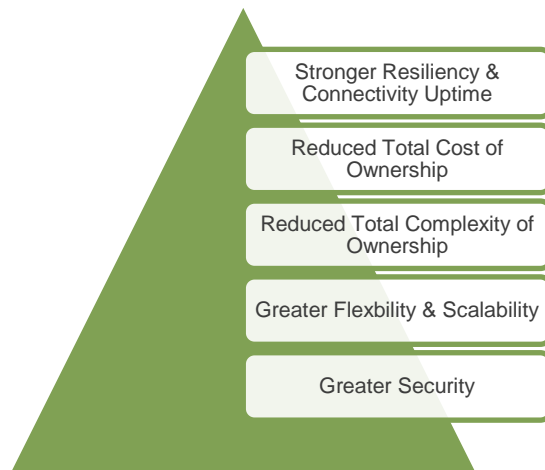 Stronger Resiliency &
Connectivity Uptime
Reduced Total Cost of
Ownership
Reduced Total Complexity of
Ownership
Greater Flexbility & Scalability
Greater Security